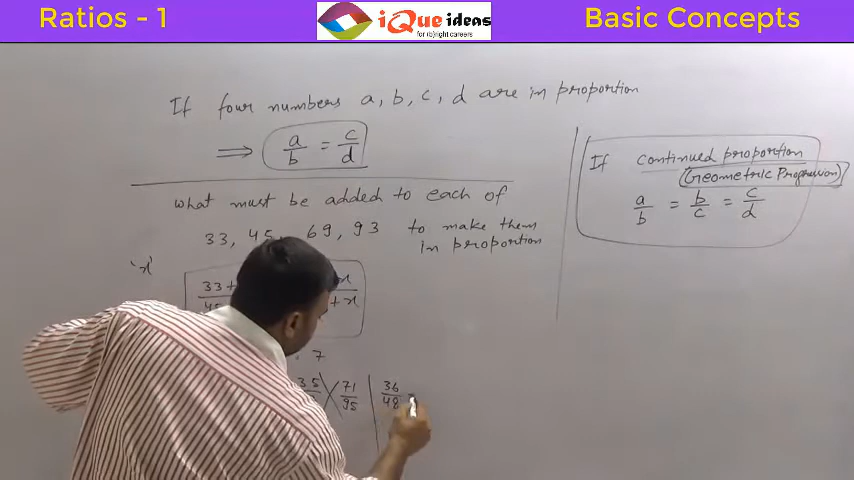 Ratios - 1
iQue ideas
for (b)right careers
Basic Concepts
If four numbers a, b, c, d are in proportion
⟹ a/b = c/d
what must be added to each of
33, 45, 69, 93 to make them
in proportion
'x'
33+
+ x
7
35
71/95
36/48
If continued proportion
(Geometric Progression)
a/b = b/c = c/d